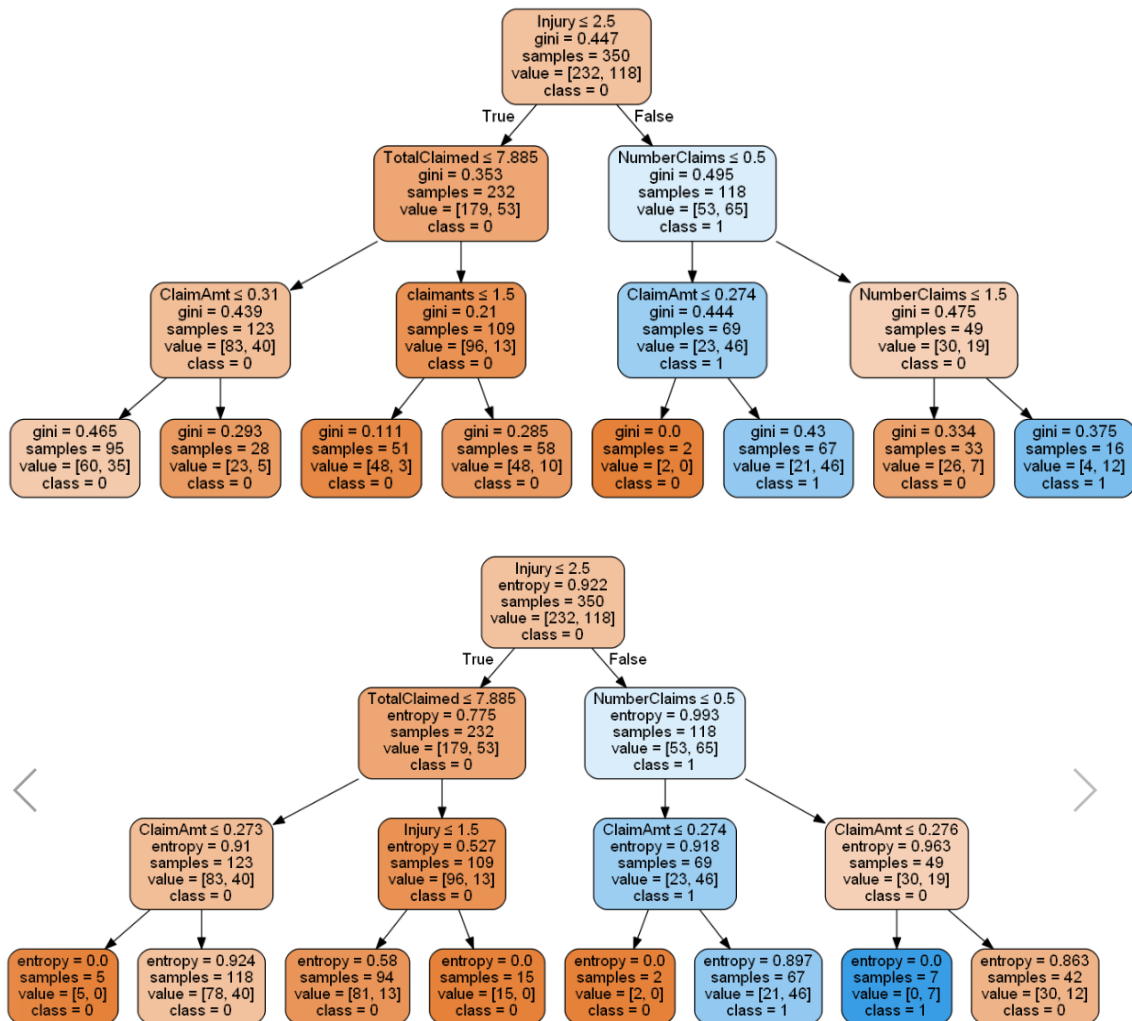 Injury ≤ 2.5
gini = 0.447
samples = 350
value = [232, 118]
class = 0
True
False
TotalClaimed ≤ 7.885
gini = 0.353
samples = 232
value = [179, 53]
class = 0
NumberClaims ≤ 0.5
gini = 0.495
samples = 118
value = [53, 65]
class = 1
ClaimAmt ≤ 0.31
gini = 0.439
samples = 123
value = [83, 40]
class = 0
claimants ≤ 1.5
gini = 0.21
samples = 109
value = [96, 13]
class = 0
ClaimAmt ≤ 0.274
gini = 0.444
samples = 69
value = [23, 46]
class = 1
NumberClaims ≤ 1.5
gini = 0.475
samples = 49
value = [30, 19]
class = 0
gini = 0.465
samples = 95
value = [60, 35]
class = 0
gini = 0.293
samples = 28
value = [23, 5]
class = 0
gini = 0.111
samples = 51
value = [48, 3]
class = 0
gini = 0.285
samples = 58
value = [48, 10]
class = 0
gini = 0.0
samples = 2
value = [2, 0]
class = 0
gini = 0.43
samples = 67
value = [21, 46]
class = 1
gini = 0.334
samples = 33
value = [26, 7]
class = 0
gini = 0.375
samples = 16
value = [4, 12]
class = 1
Injury ≤ 2.5
entropy = 0.922
samples = 350
value = [232, 118]
class = 0
True
False
TotalClaimed ≤ 7.885
entropy = 0.775
samples = 232
value = [179, 53]
class = 0
NumberClaims ≤ 0.5
entropy = 0.993
samples = 118
value = [53, 65]
class = 1
ClaimAmt ≤ 0.273
entropy = 0.91
samples = 123
value = [83, 40]
class = 0
Injury ≤ 1.5
entropy = 0.527
samples = 109
value = [96, 13]
class = 0
ClaimAmt ≤ 0.274
entropy = 0.918
samples = 69
value = [23, 46]
class = 1
ClaimAmt ≤ 0.276
entropy = 0.963
samples = 49
value = [30, 19]
class = 0
entropy = 0.0
samples = 5
value = [5, 0]
class = 0
entropy = 0.924
samples = 118
value = [78, 40]
class = 0
entropy = 0.58
samples = 94
value = [81, 13]
class = 0
entropy = 0.0
samples = 15
value = [15, 0]
class = 0
entropy = 0.0
samples = 2
value = [2, 0]
class = 0
entropy = 0.897
samples = 67
value = [21, 46]
class = 1
entropy = 0.0
samples = 7
value = [0, 7]
class = 1
entropy = 0.863
samples = 42
value = [30, 12]
class = 0